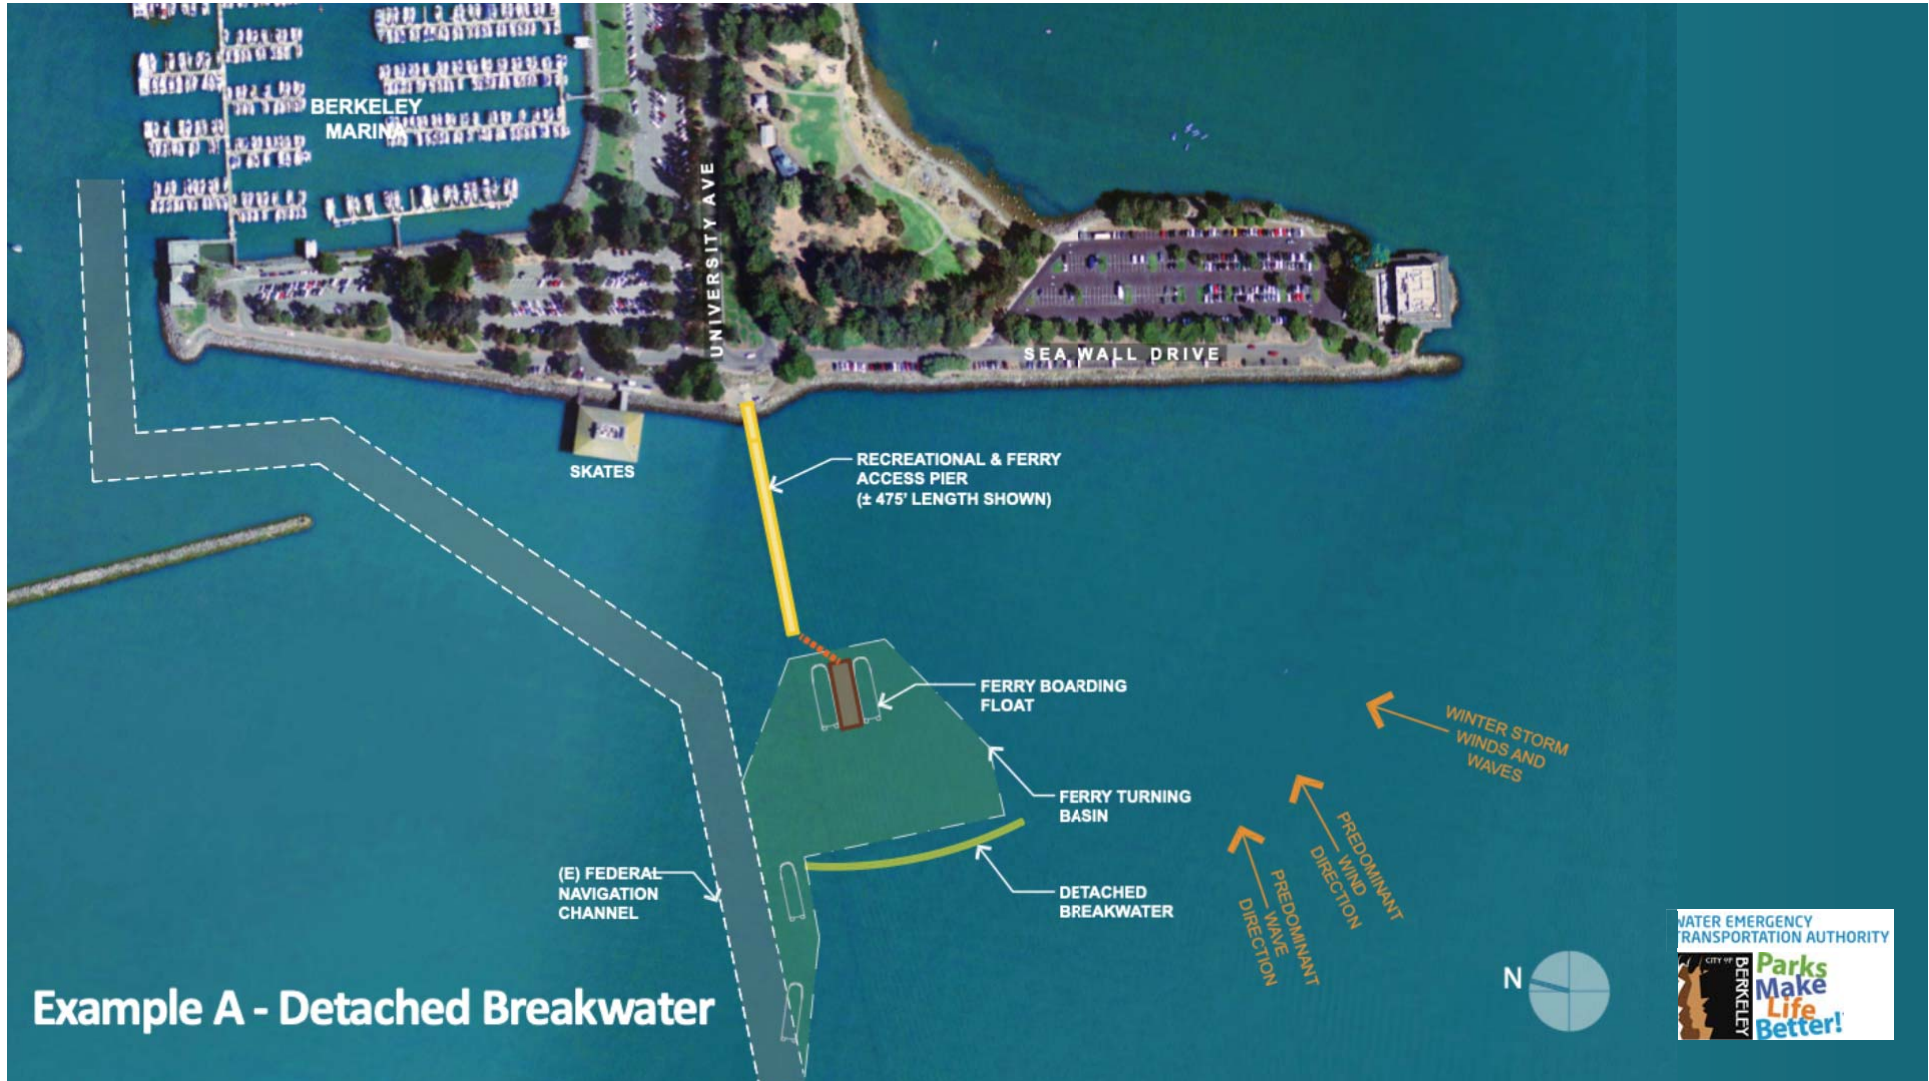 BERKELEY
MARINA
UNIVERSITY AVE
SEA WALL DRIVE
SKATES
RECREATIONAL & FERRY
ACCESS PIER
(± 475' LENGTH SHOWN)
FERRY BOARDING
FLOAT
WINTER STORM
WINDS AND
WAVES
FERRY TURNING
BASIN
PREDOMINANT
WIND
DIRECTION
(E) FEDERAL
NAVIGATION
CHANNEL
DETACHED
BREAKWATER
PREDOMINANT
WAVE
DIRECTION
N
Example A - Detached Breakwater
WATER EMERGENCY
TRANSPORTATION AUTHORITY
CITY OF
BERKELEY
Parks
Make
Life
Better!